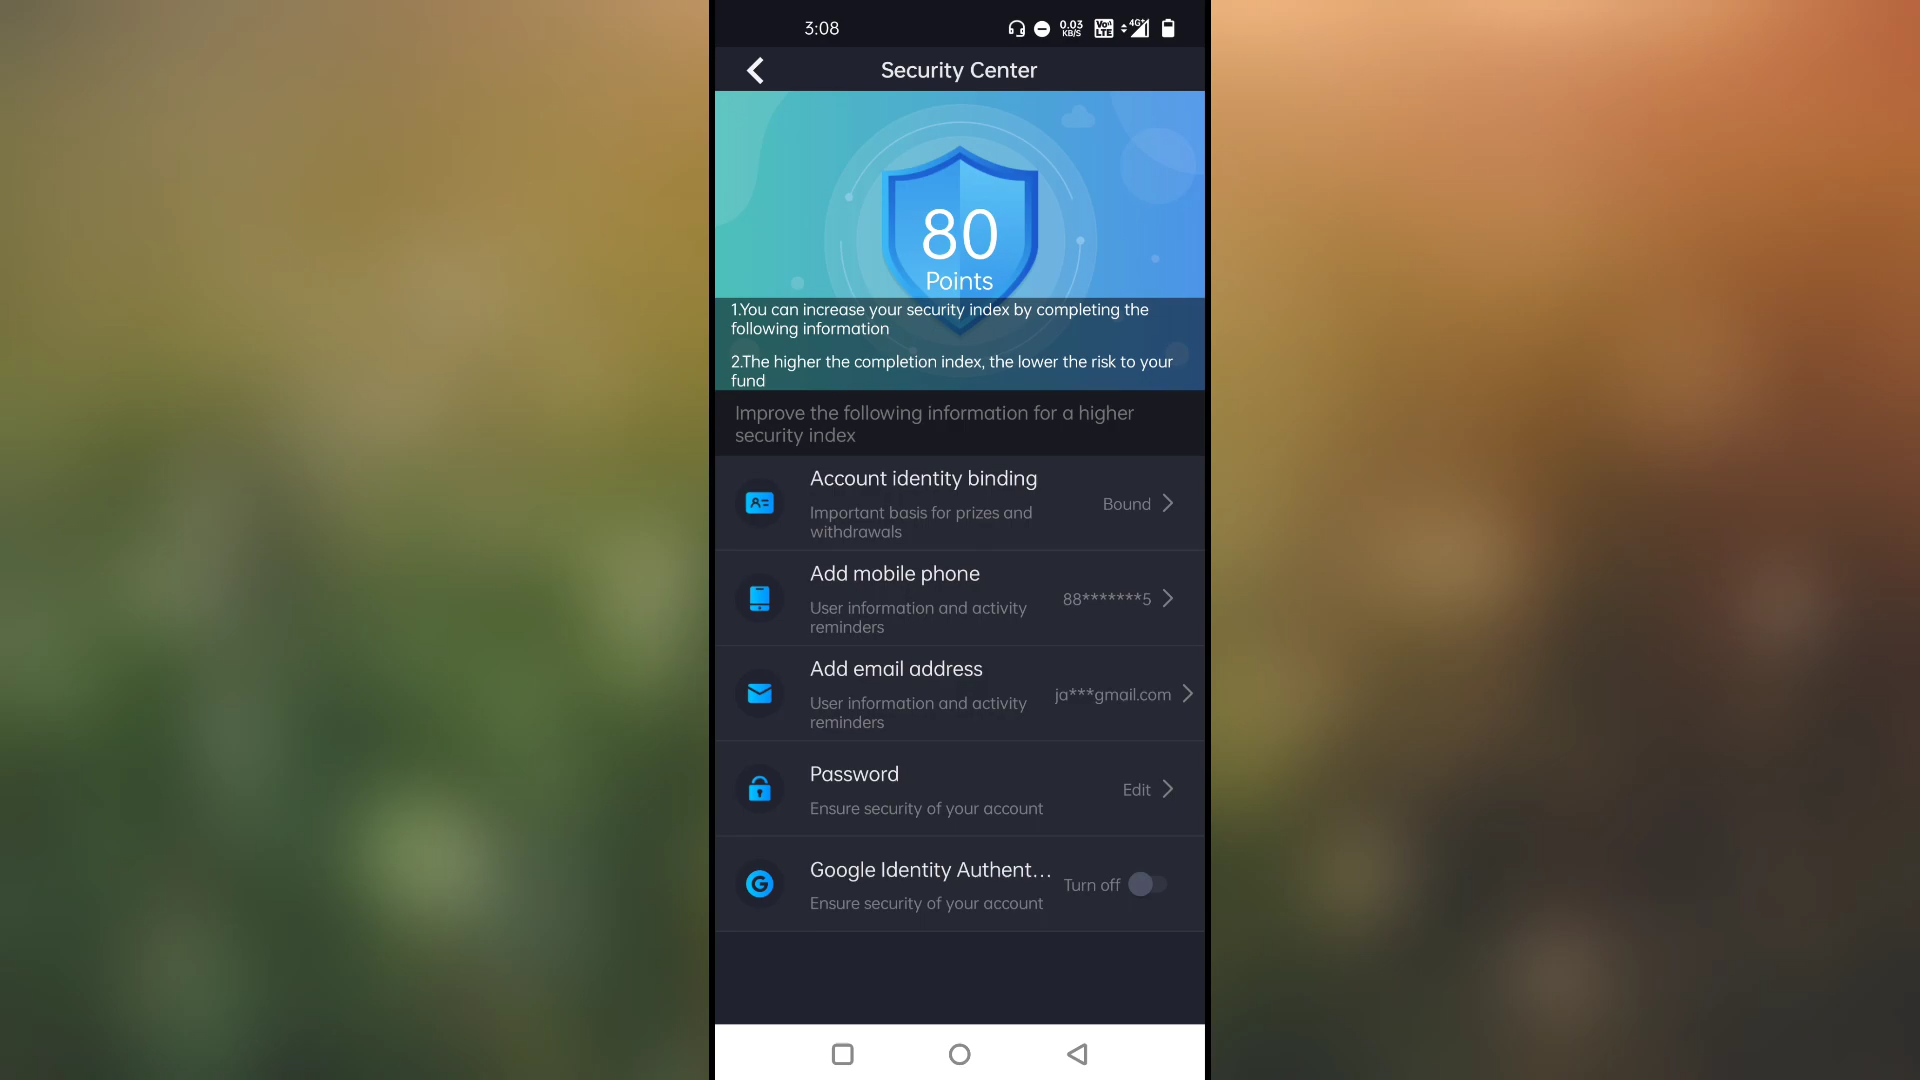 3:08
0.03
KB/S
Vo
LTE
4G+
Security Center
80
Points
1.You can increase your security index by completing the
following information
2.The higher the completion index, the lower the risk to your
fund
Improve the following information for a higher
security index
Account identity binding
Important basis for prizes and
withdrawals
Bound
Add mobile phone
User information and activity
reminders
88*******5
Add email address
User information and activity
reminders
ja***gmail.com
Password
Ensure security of your account
Edit
Google Identity Authent...
Ensure security of your account
Turn off